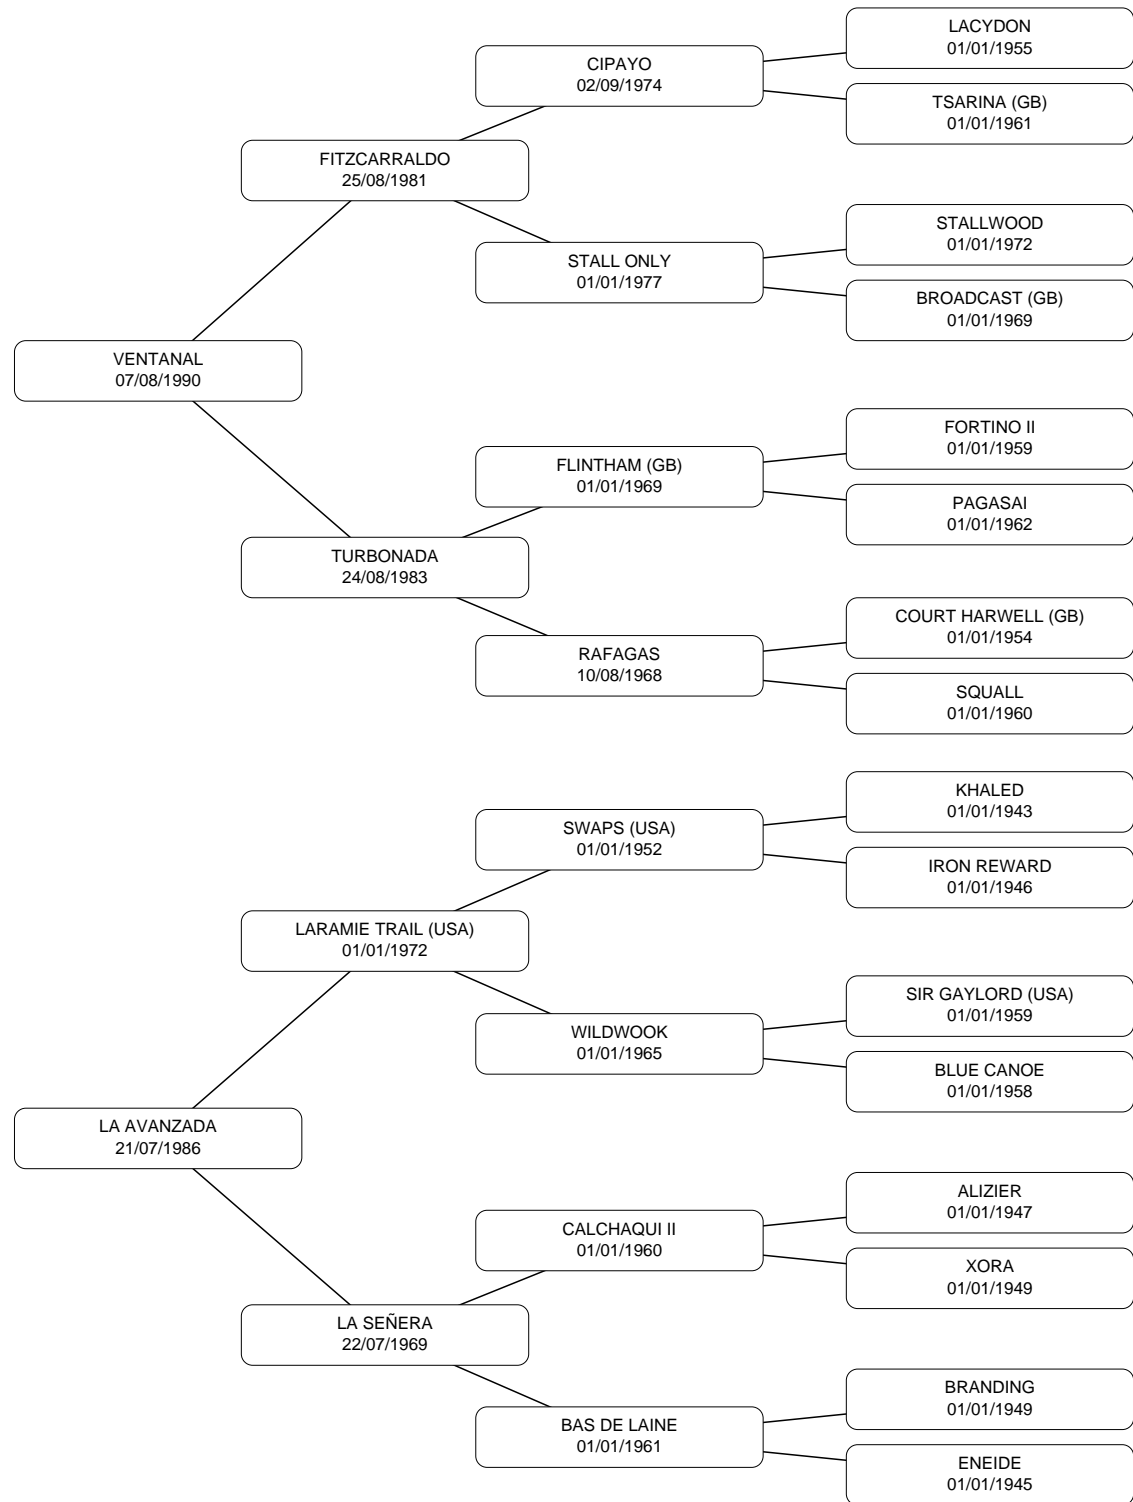 LACYDON
01/01/1955
CIPAYO
02/09/1974
TSARINA (GB)
01/01/1961
FITZCARRALDO
25/08/1981
STALLWOOD
01/01/1972
STALL ONLY
01/01/1977
BROADCAST (GB)
01/01/1969
VENTANAL
07/08/1990
FORTINO II
01/01/1959
FLINTHAM (GB)
01/01/1969
PAGASAI
01/01/1962
TURBONADA
24/08/1983
COURT HARWELL (GB)
01/01/1954
RAFAGAS
10/08/1968
SQUALL
01/01/1960
KHALED
01/01/1943
SWAPS (USA)
01/01/1952
IRON REWARD
01/01/1946
LARAMIE TRAIL (USA)
01/01/1972
SIR GAYLORD (USA)
01/01/1959
WILDWOOK
01/01/1965
BLUE CANOE
01/01/1958
LA AVANZADA
21/07/1986
ALIZIER
01/01/1947
CALCHAQUI II
01/01/1960
XORA
01/01/1949
LA SEÑERA
22/07/1969
BRANDING
01/01/1949
BAS DE LAINE
01/01/1961
ENEIDE
01/01/1945